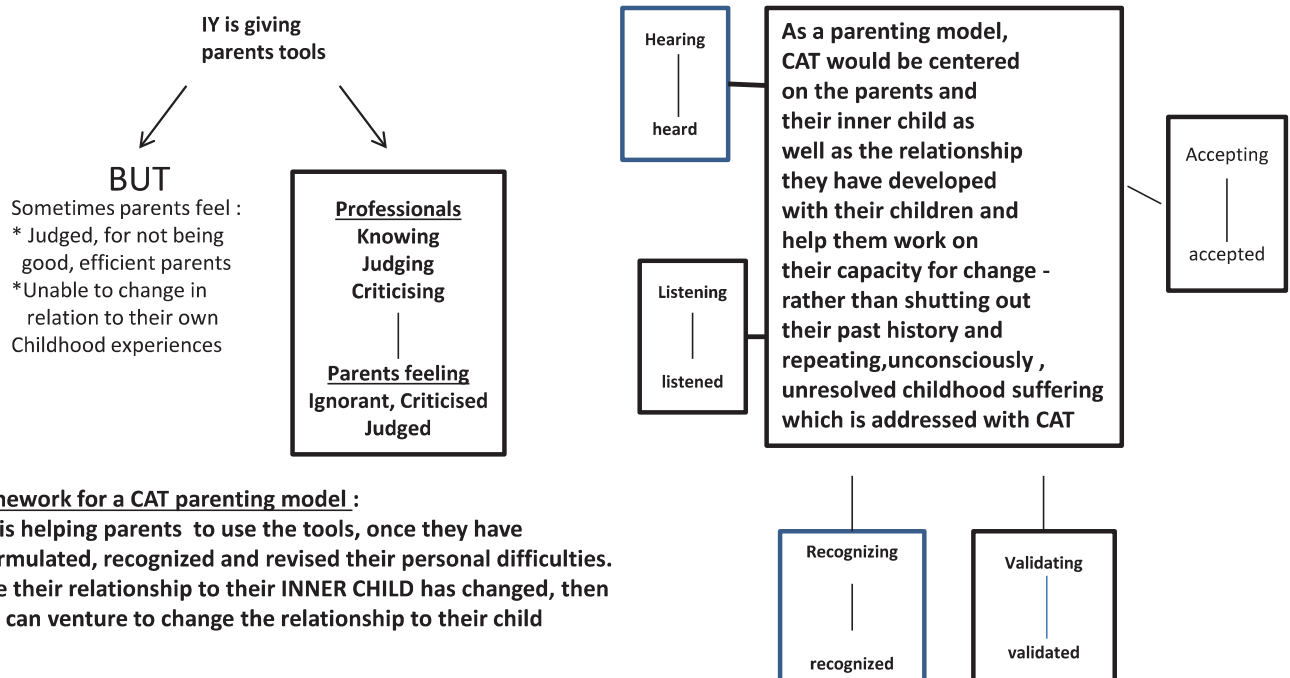 IY is giving
parents tools
BUT
Sometimes parents feel :
* Judged, for not being
good, efficient parents
*Unable to change in
relation to their own
Childhood experiences
Professionals
Knowing
Judging
Criticising
Parents feeling
Ignorant, Criticised
Judged
Hearing
heard
Listening
listened
As a parenting model,
CAT would be centered
on the parents and
their inner child as
well as the relationship
they have developed
with their children and
help them work on
their capacity for change -
rather than shutting out
their past history and
repeating,unconsciously ,
unresolved childhood suffering
which is addressed with CAT
Accepting
accepted
Recognizing
recognized
Validating
validated
for a CAT parenting model :
is helping parents to use the tools, once they have
recognized and revised their personal difficulties.
their relationship to their INNER CHILD has changed, then
can venture to change the relationship to their child